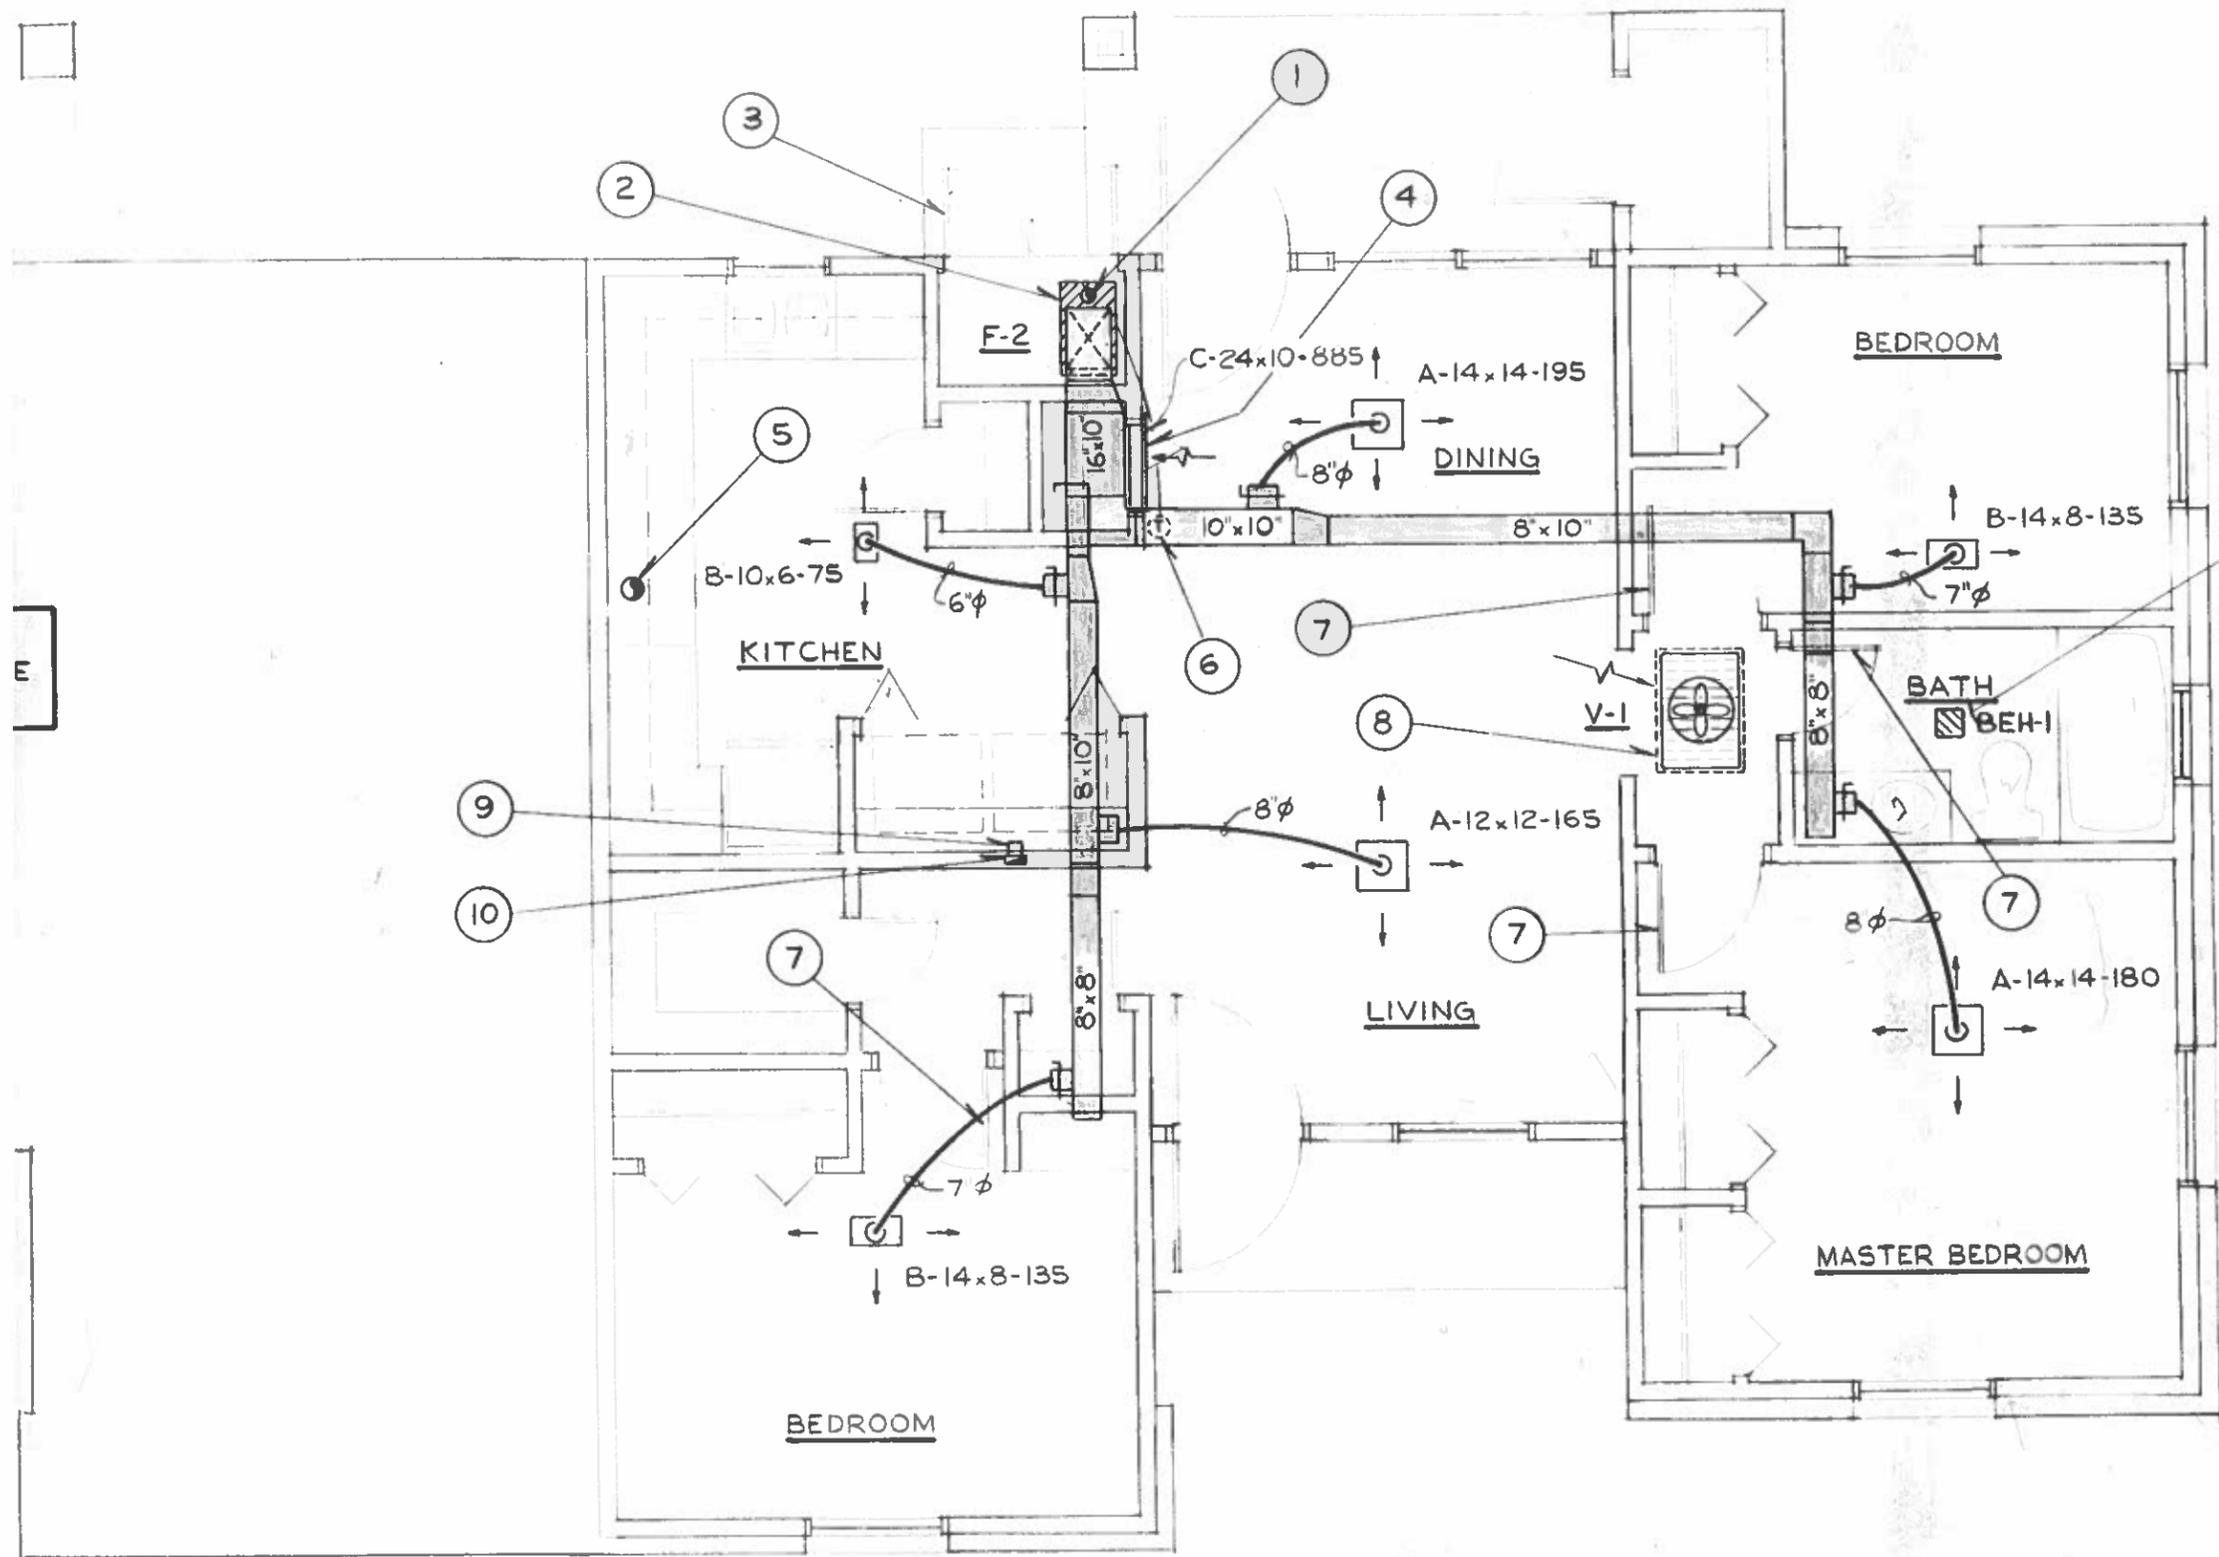 1
3
2
4
F-2
C-24x10-885
A-14x14-195
BEDROOM
5
16"x10"
8"φ
DINING
10"x10"
8"x10"
B-14x8-135
B-10x6-75
6"φ
7"φ
7
KITCHEN
6
E
8"x8"
BATH
BEH-1
V-1
8
8"x10"
9
8"φ
A-12x12-165
10
7
7
8φ
7
A-14x14-180
8"x8"
LIVING
7φ
B-14x8-135
MASTER BEDROOM
BEDROOM